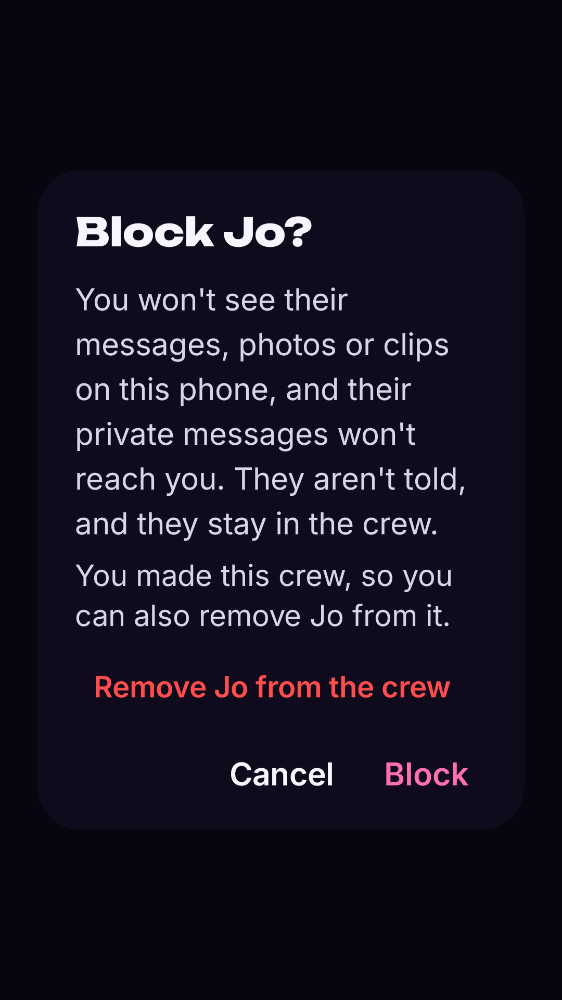 Block Jo?
You won't see their
messages, photos or clips
on this phone, and their
private messages won't
reach you. They aren't told,
and they stay in the crew.
You made this crew, so you
can also remove Jo from it.
Remove Jo from the crew
Cancel Block